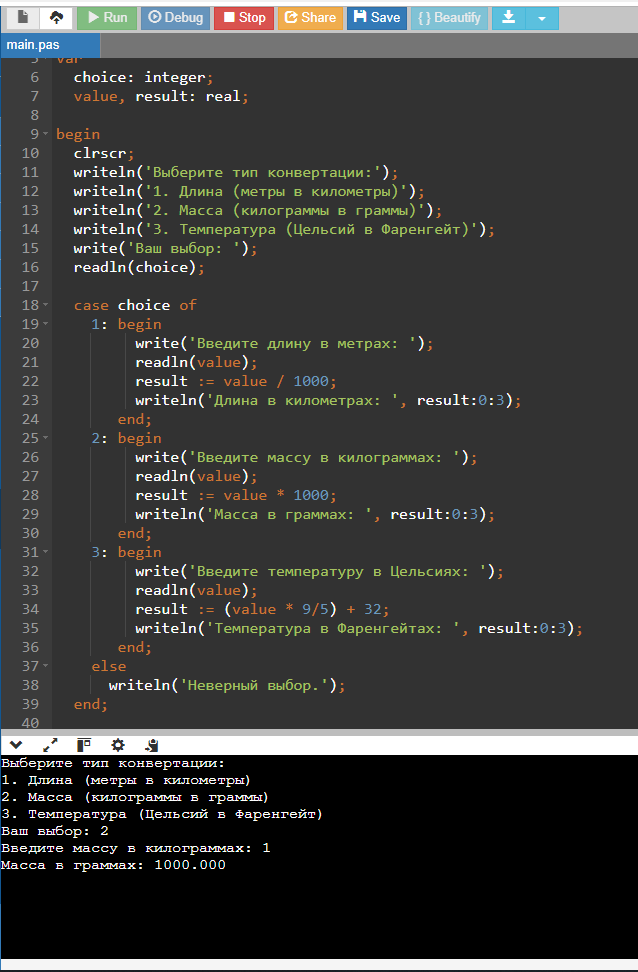 Run Debug Stop Share Save { } Beautify
main.pas
5 var
6 choice: integer;
7 value, result: real;
8
9 begin
10 clrscr;
11 writeln('Выберите тип конвертации:');
12 writeln('1. Длина (метры в километры)');
13 writeln('2. Масса (килограммы в граммы)');
14 writeln('3. Температура (Цельсий в Фаренгейт)');
15 write('Ваш выбор: ');
16 readln(choice);
17
18 case choice of
19 1: begin
20 write('Введите длину в метрах: ');
21 readln(value);
22 result := value / 1000;
23 writeln('Длина в километрах: ', result:0:3);
24 end;
25 2: begin
26 write('Введите массу в килограммах: ');
27 readln(value);
28 result := value * 1000;
29 writeln('Масса в граммах: ', result:0:3);
30 end;
31 3: begin
32 write('Введите температуру в Цельсиях: ');
33 readln(value);
34 result := (value * 9/5) + 32;
35 writeln('Температура в Фаренгейтах: ', result:0:3);
36 end;
37 else
38 writeln('Неверный выбор.');
39 end;
40
Выберите тип конвертации:
1. Длина (метры в километры)
2. Масса (килограммы в граммы)
3. Температура (Цельсий в Фаренгейт)
Ваш выбор: 2
Введите массу в килограммах: 1
Масса в граммах: 1000.000